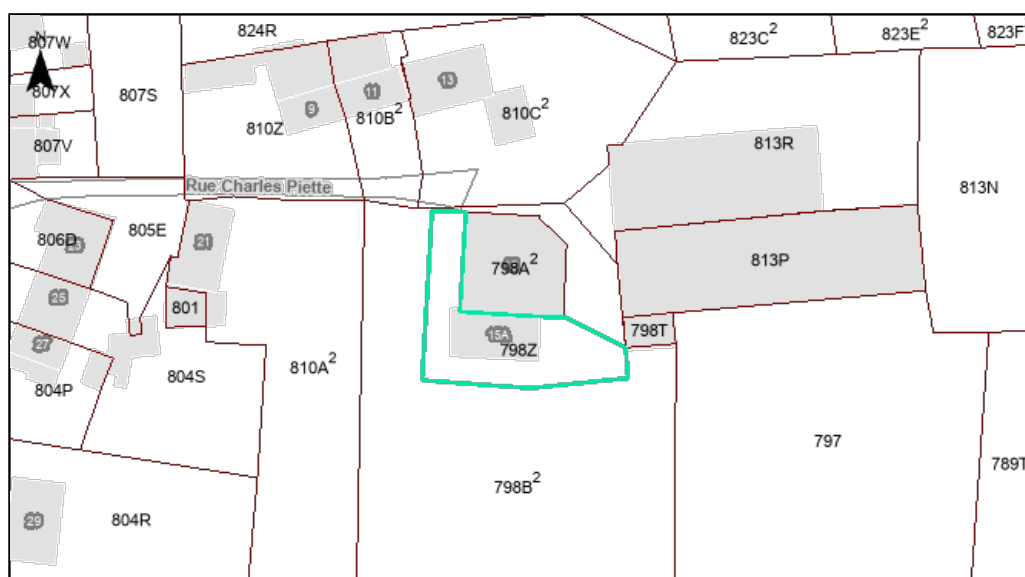 824R
823C²
823E²
823F
807W
N
807X
807S
13
11
9
810C²
810B²
810Z
807V
813R
Rue Charles Piette
813N
805E
806D
23
21
813P
798A²
25
801
15A
798T
798Z
27
810A²
804S
804P
797
789T
798B²
804R
29